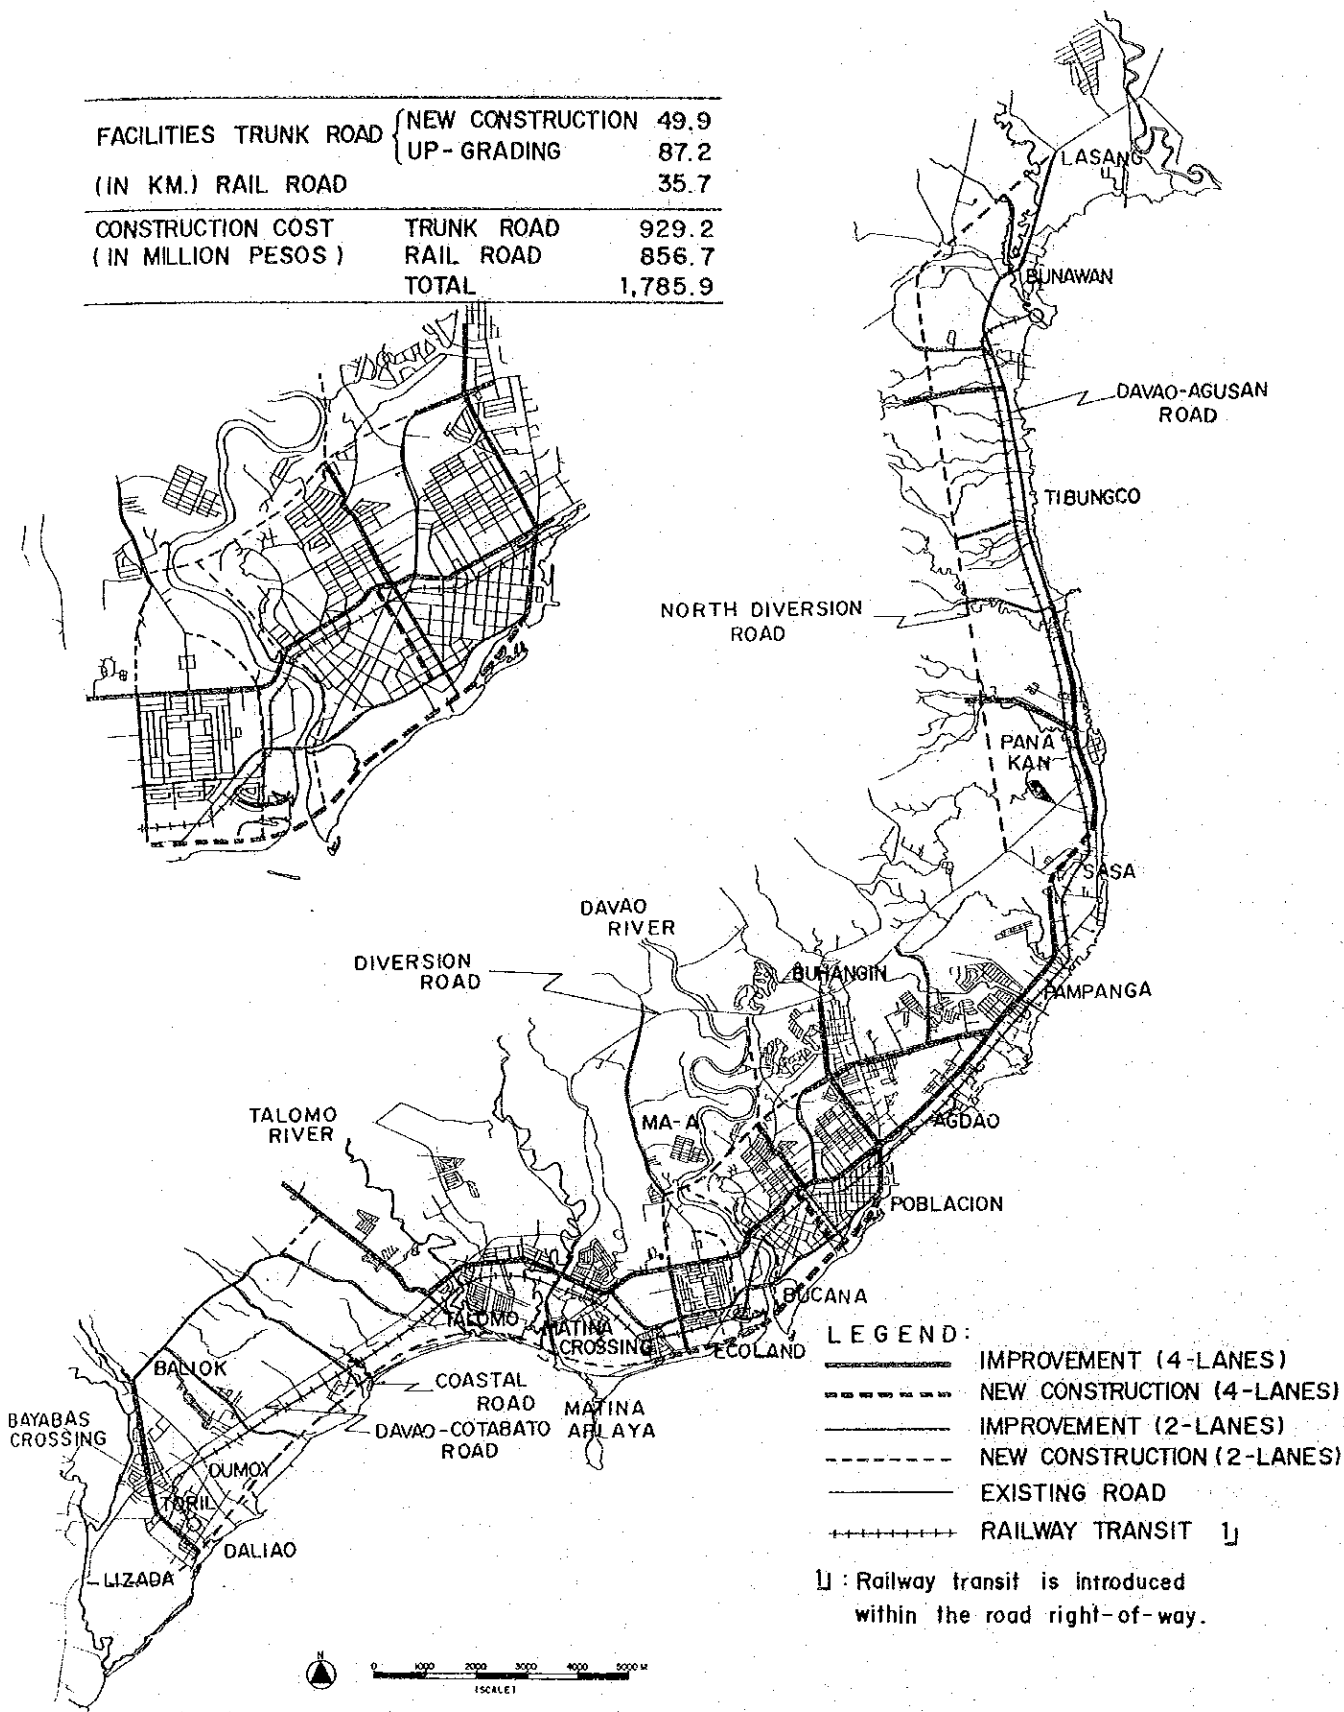 FACILITIES TRUNK ROAD { NEW CONSTRUCTION 49.9
UP-GRADING 87.2
(IN KM.) RAIL ROAD 35.7
CONSTRUCTION COST TRUNK ROAD 929.2
(IN MILLION PESOS) RAIL ROAD 856.7
TOTAL 1,785.9
LASANG
BUNAWAN
DAVAO-AGUSAN
ROAD
TIBUNGCO
NORTH DIVERSION
ROAD
PANA
KAN
SASA
DAVAO
RIVER
DIVERSION
ROAD
BUHANGIN
PAMPANGA
TALOMO
RIVER
MA-A
AGDAO
POBLACION
BUCANA
TALOMO
MATINA
CROSSING
ECOLAND
BALIOK
COASTAL
ROAD
MATINA
APLAYA
BAYABAS
CROSSING
DAVAO-COTABATO
ROAD
DUMOY
TORIL
DALIAO
LIZADA
LEGEND:
IMPROVEMENT (4-LANES)
NEW CONSTRUCTION (4-LANES)
IMPROVEMENT (2-LANES)
NEW CONSTRUCTION (2-LANES)
EXISTING ROAD
RAILWAY TRANSIT 1)
1) : Railway transit is introduced
within the road right-of-way.
N
0 1000 2000 3000 4000 5000 M
(SCALE)